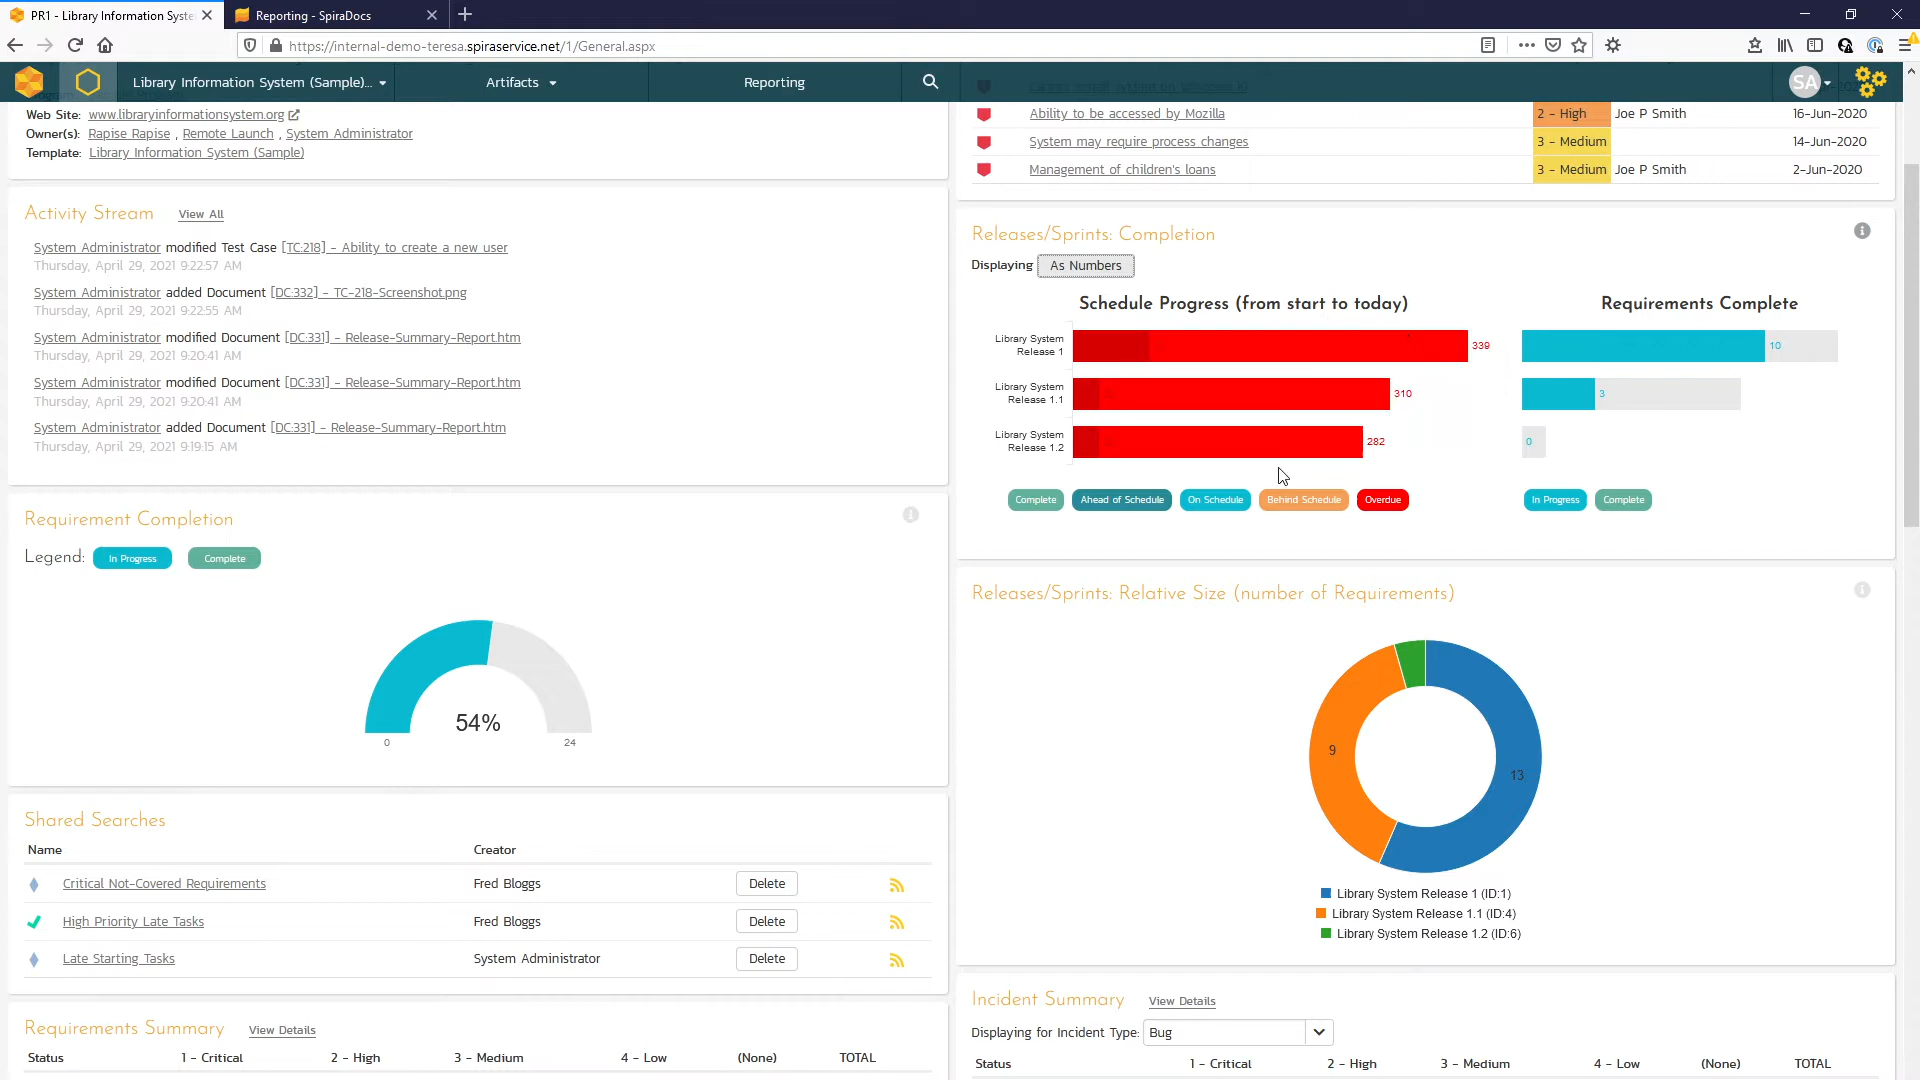 PR1 - Library Information Syste
Reporting - SpiraDocs
https://internal-demo-teresa.spiraservice.net/1/General.aspx
Library Information System (Sample)...
Artifacts
Reporting
SA
Web Site: www.libraryinformationsystem.org
Owner(s): Rapise Rapise , Remote Launch , System Administrator
Template: Library Information System (Sample)
Ability to be accessed by Mozilla 2 - High Joe P Smith 16-Jun-2020
System may require process changes 3 - Medium 14-Jun-2020
Management of children's loans 3 - Medium Joe P Smith 2-Jun-2020
Activity Stream View All
System Administrator modified Test Case [TC:218] - Ability to create a new user
Thursday, April 29, 2021 9:22:57 AM
System Administrator added Document [DC:332] - TC-218-Screenshot.png
Thursday, April 29, 2021 9:22:55 AM
System Administrator modified Document [DC:331] - Release-Summary-Report.htm
Thursday, April 29, 2021 9:20:41 AM
System Administrator modified Document [DC:331] - Release-Summary-Report.htm
Thursday, April 29, 2021 9:20:41 AM
System Administrator added Document [DC:331] - Release-Summary-Report.htm
Thursday, April 29, 2021 9:19:15 AM
Releases/Sprints: Completion
Displaying As Numbers
Schedule Progress (from start to today)
Requirements Complete
Library System
Release 1
339
10
Library System
Release 1.1
310
3
Library System
Release 1.2
282
0
Complete Ahead of Schedule On Schedule Behind Schedule Overdue
In Progress Complete
Requirement Completion
Legend: In Progress Complete
54%
0 24
Releases/Sprints: Relative Size (number of Requirements)
9
13
Library System Release 1 (ID:1)
Library System Release 1.1 (ID:4)
Library System Release 1.2 (ID:6)
Shared Searches
Name Creator
Critical Not-Covered Requirements Fred Bloggs Delete
High Priority Late Tasks Fred Bloggs Delete
Late Starting Tasks System Administrator Delete
Requirements Summary View Details
Status 1 - Critical 2 - High 3 - Medium 4 - Low (None) TOTAL
Incident Summary View Details
Displaying for Incident Type: Bug
Status 1 - Critical 2 - High 3 - Medium 4 - Low (None) TOTAL